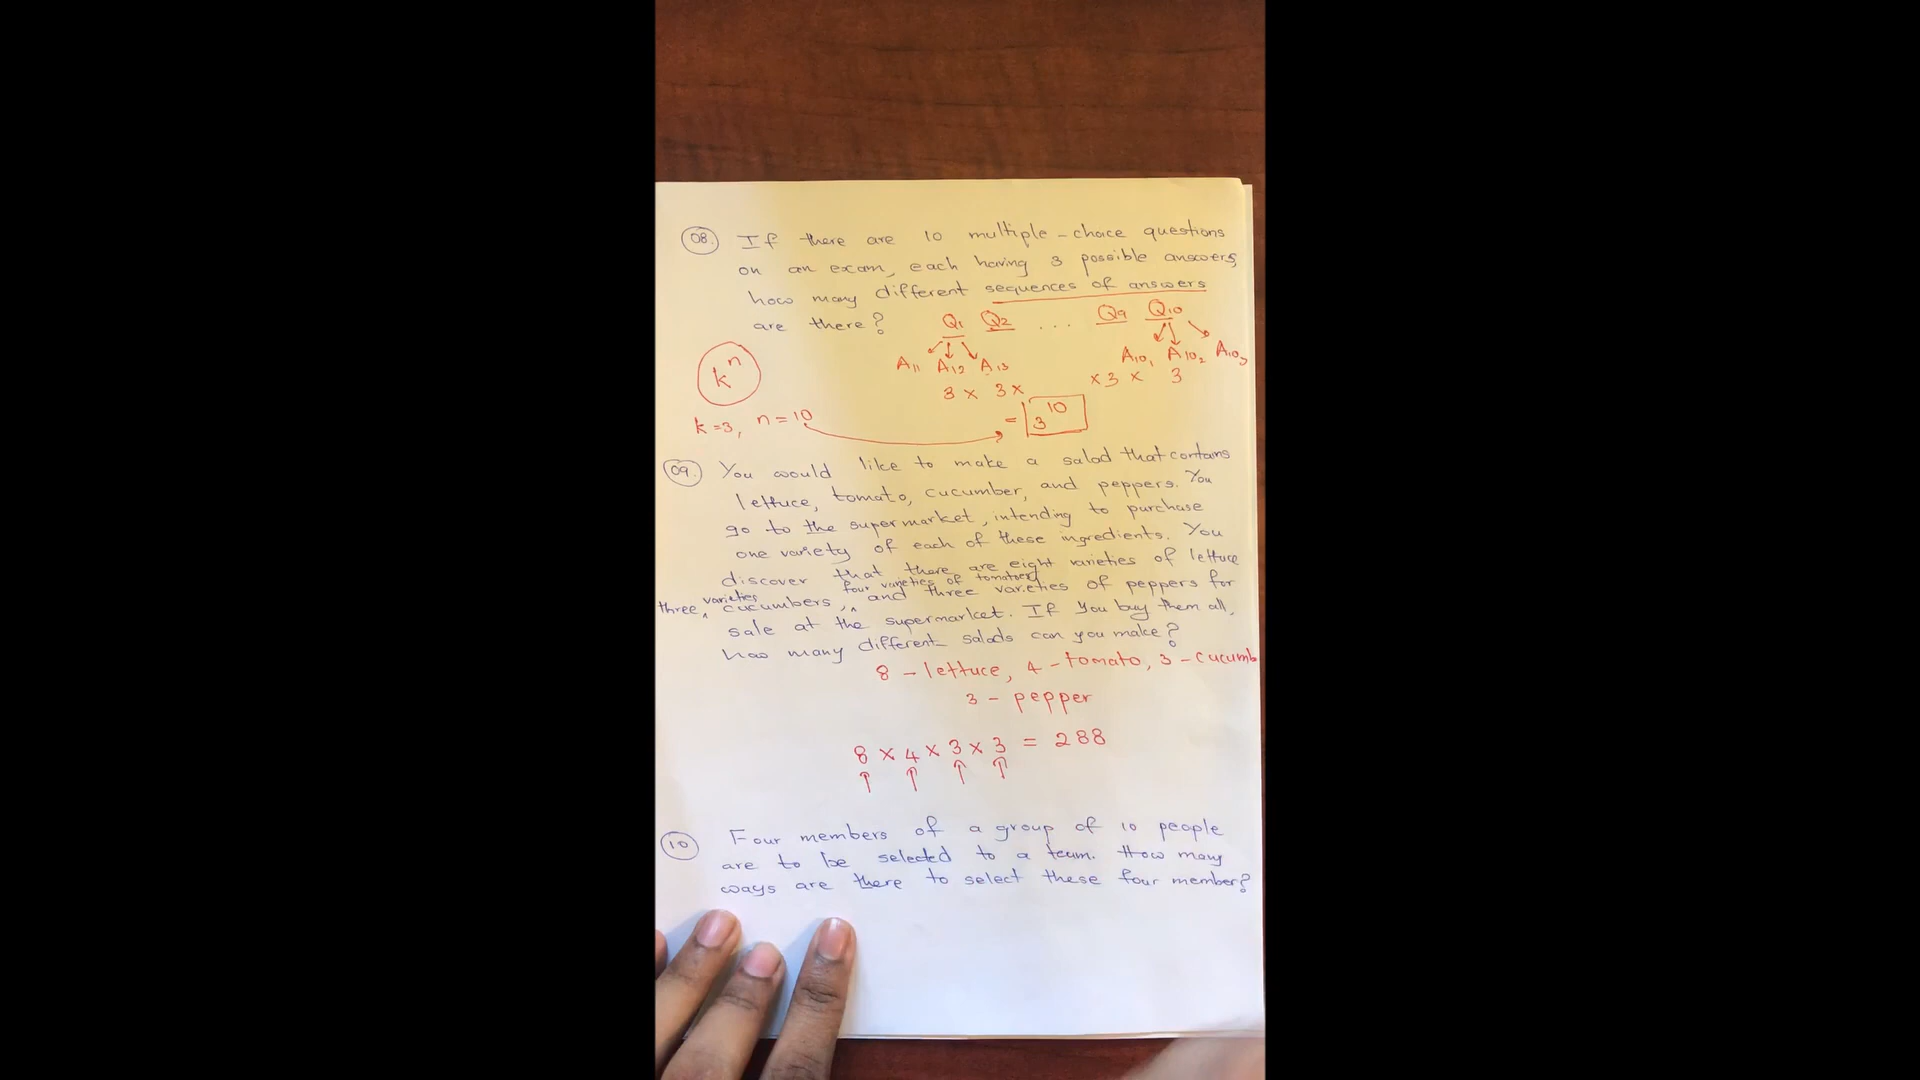 08. If there are 10 multiple-choice questions
on an exam, each having 3 possible answers,
how many different sequences of answers
are there?
Q1 Q2 ... Q9 Q10
A11 A12 A13 A10,1 A10,2 A10,3
k^n
3 × 3 × × 3 × 3
k=3, n=10 = 3^10
09. You would like to make a salad that contains
lettuce, tomato, cucumber, and peppers. You
go to the supermarket, intending to purchase
one variety of each of these ingredients. You
discover that there are eight varieties of lettuce
four varieties of tomatoes,
three varieties cucumbers, and three varieties of peppers for
sale at the supermarket. If you buy them all,
how many different salads can you make?
8 - lettuce, 4 - tomato, 3 - cucumb
3 - pepper
8 × 4 × 3 × 3 = 288
10 Four members of a group of 10 people
are to be selected to a team. How many
ways are there to select these four member?